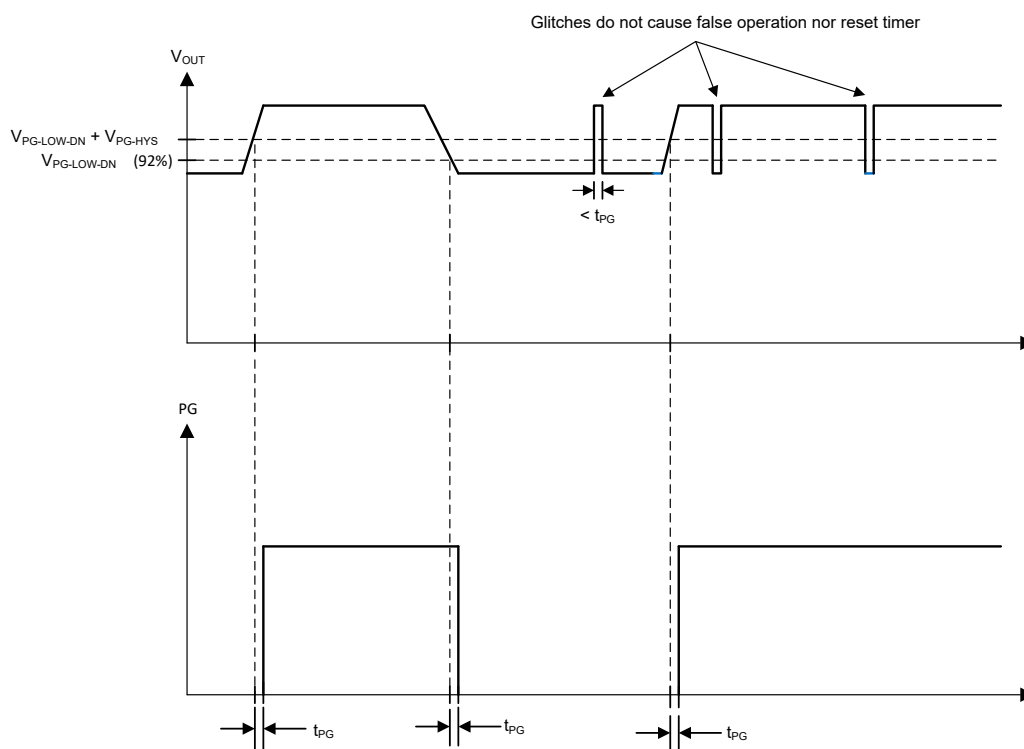 Glitches do not cause false operation nor reset timer
VOUT
VPG-LOW-DN + VPG-HYS
VPG-LOW-DN (92%)
< tPG
PG
tPG
tPG
tPG